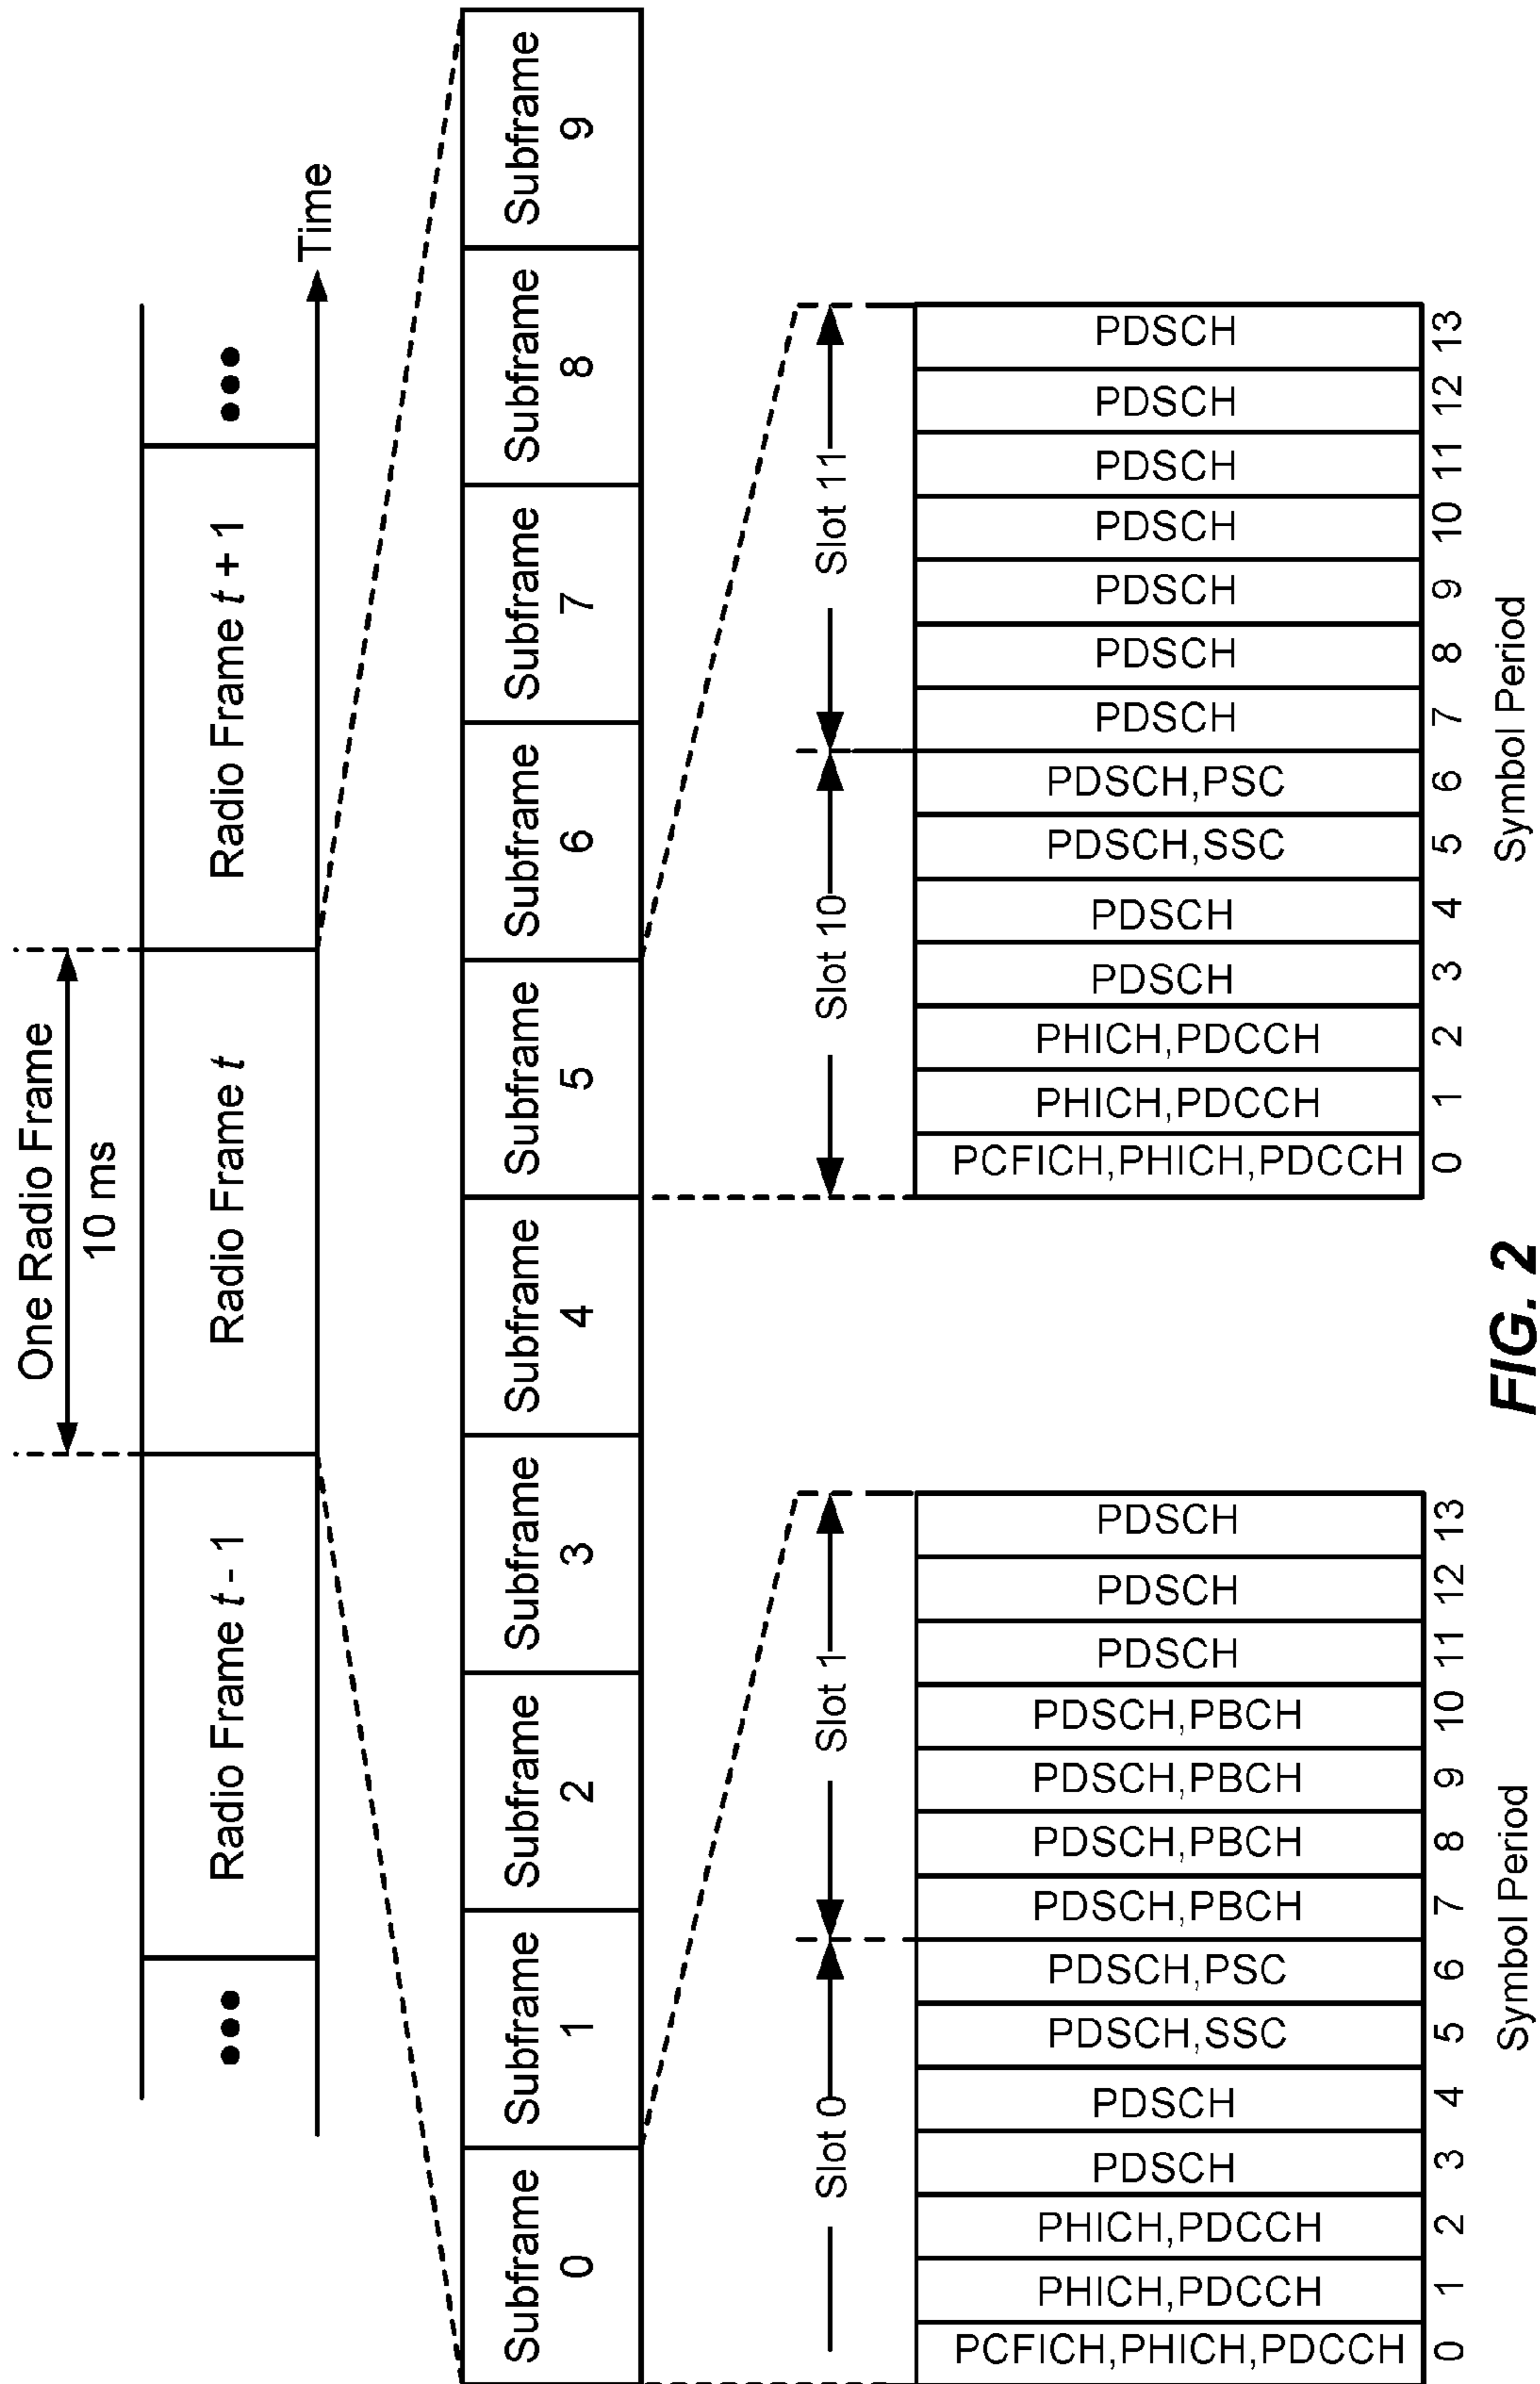 One Radio Frame
10 ms
Radio Frame t - 1
Radio Frame t
Radio Frame t + 1
Time
Subframe
0
Subframe
1
Subframe
2
Subframe
3
Subframe
4
Subframe
5
Subframe
6
Subframe
7
Subframe
8
Subframe
9
Slot 0
Slot 1
PCFICH,PHICH,PDCCH
PHICH,PDCCH
PHICH,PDCCH
PDSCH
PDSCH
PDSCH,SSC
PDSCH,PSC
PDSCH,PBCH
PDSCH,PBCH
PDSCH,PBCH
PDSCH,PBCH
PDSCH
PDSCH
PDSCH
0 1 2 3 4 5 6 7 8 9 10 11 12 13
Symbol Period
Slot 10
Slot 11
PCFICH,PHICH,PDCCH
PHICH,PDCCH
PHICH,PDCCH
PDSCH
PDSCH
PDSCH,SSC
PDSCH,PSC
PDSCH
PDSCH
PDSCH
PDSCH
PDSCH
PDSCH
PDSCH
0 1 2 3 4 5 6 7 8 9 10 11 12 13
Symbol Period
FIG. 2